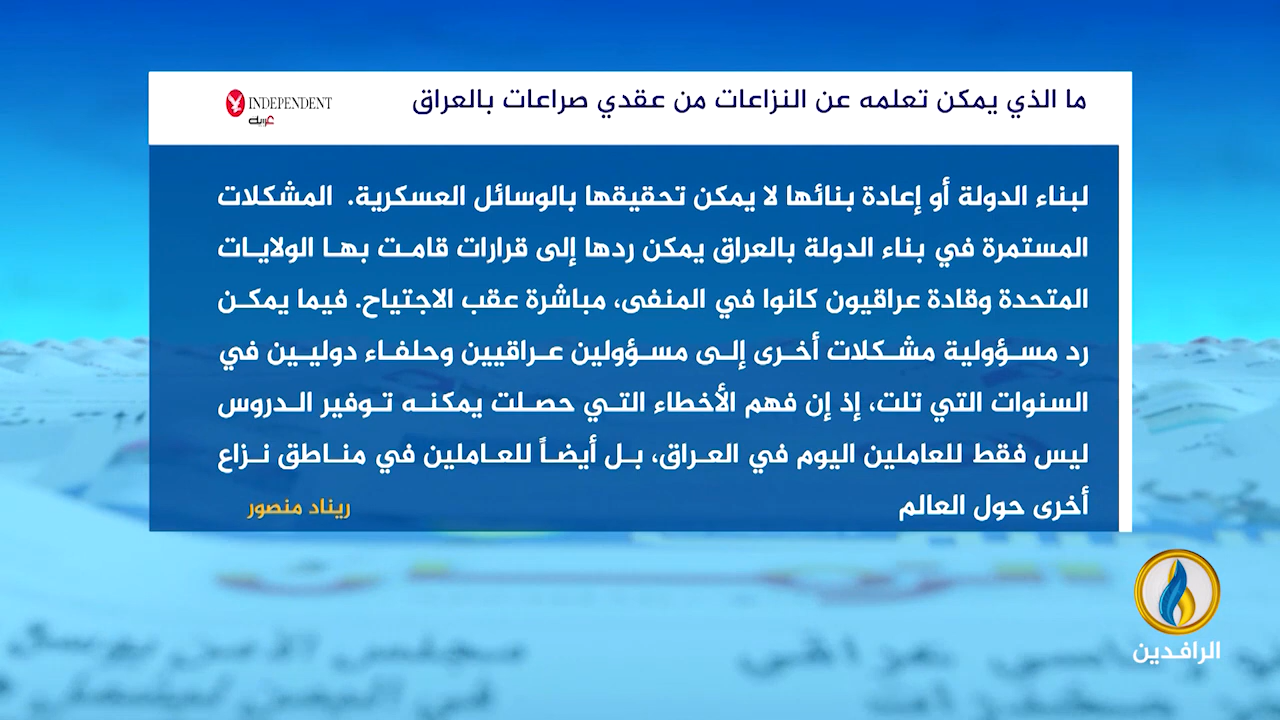 ما الذي يمكن تعلمه عن النزاعات من عقدي صراعات بالعراق
INDEPENDENT
عربية
لبناء الدولة أو إعادة بنائها لا يمكن تحقيقها بالوسائل العسكرية. المشكلات
المستمرة في بناء الدولة بالعراق يمكن ردها إلى قرارات قامت بها الولايات
المتحدة وقادة عراقيون كانوا في المنفى، مباشرة عقب الاجتياح. فيما يمكن
رد مسؤولية مشكلات أخرى إلى مسؤولين عراقيين وحلفاء دوليين في
السنوات التي تلت، إذ إن فهم الأخطاء التي حصلت يمكنه توفير الدروس
ليس فقط للعاملين اليوم في العراق، بل أيضاً للعاملين في مناطق نزاع
أخرى حول العالم
ريناد منصور
الرافدين
مجلس الأمن
في اليمن